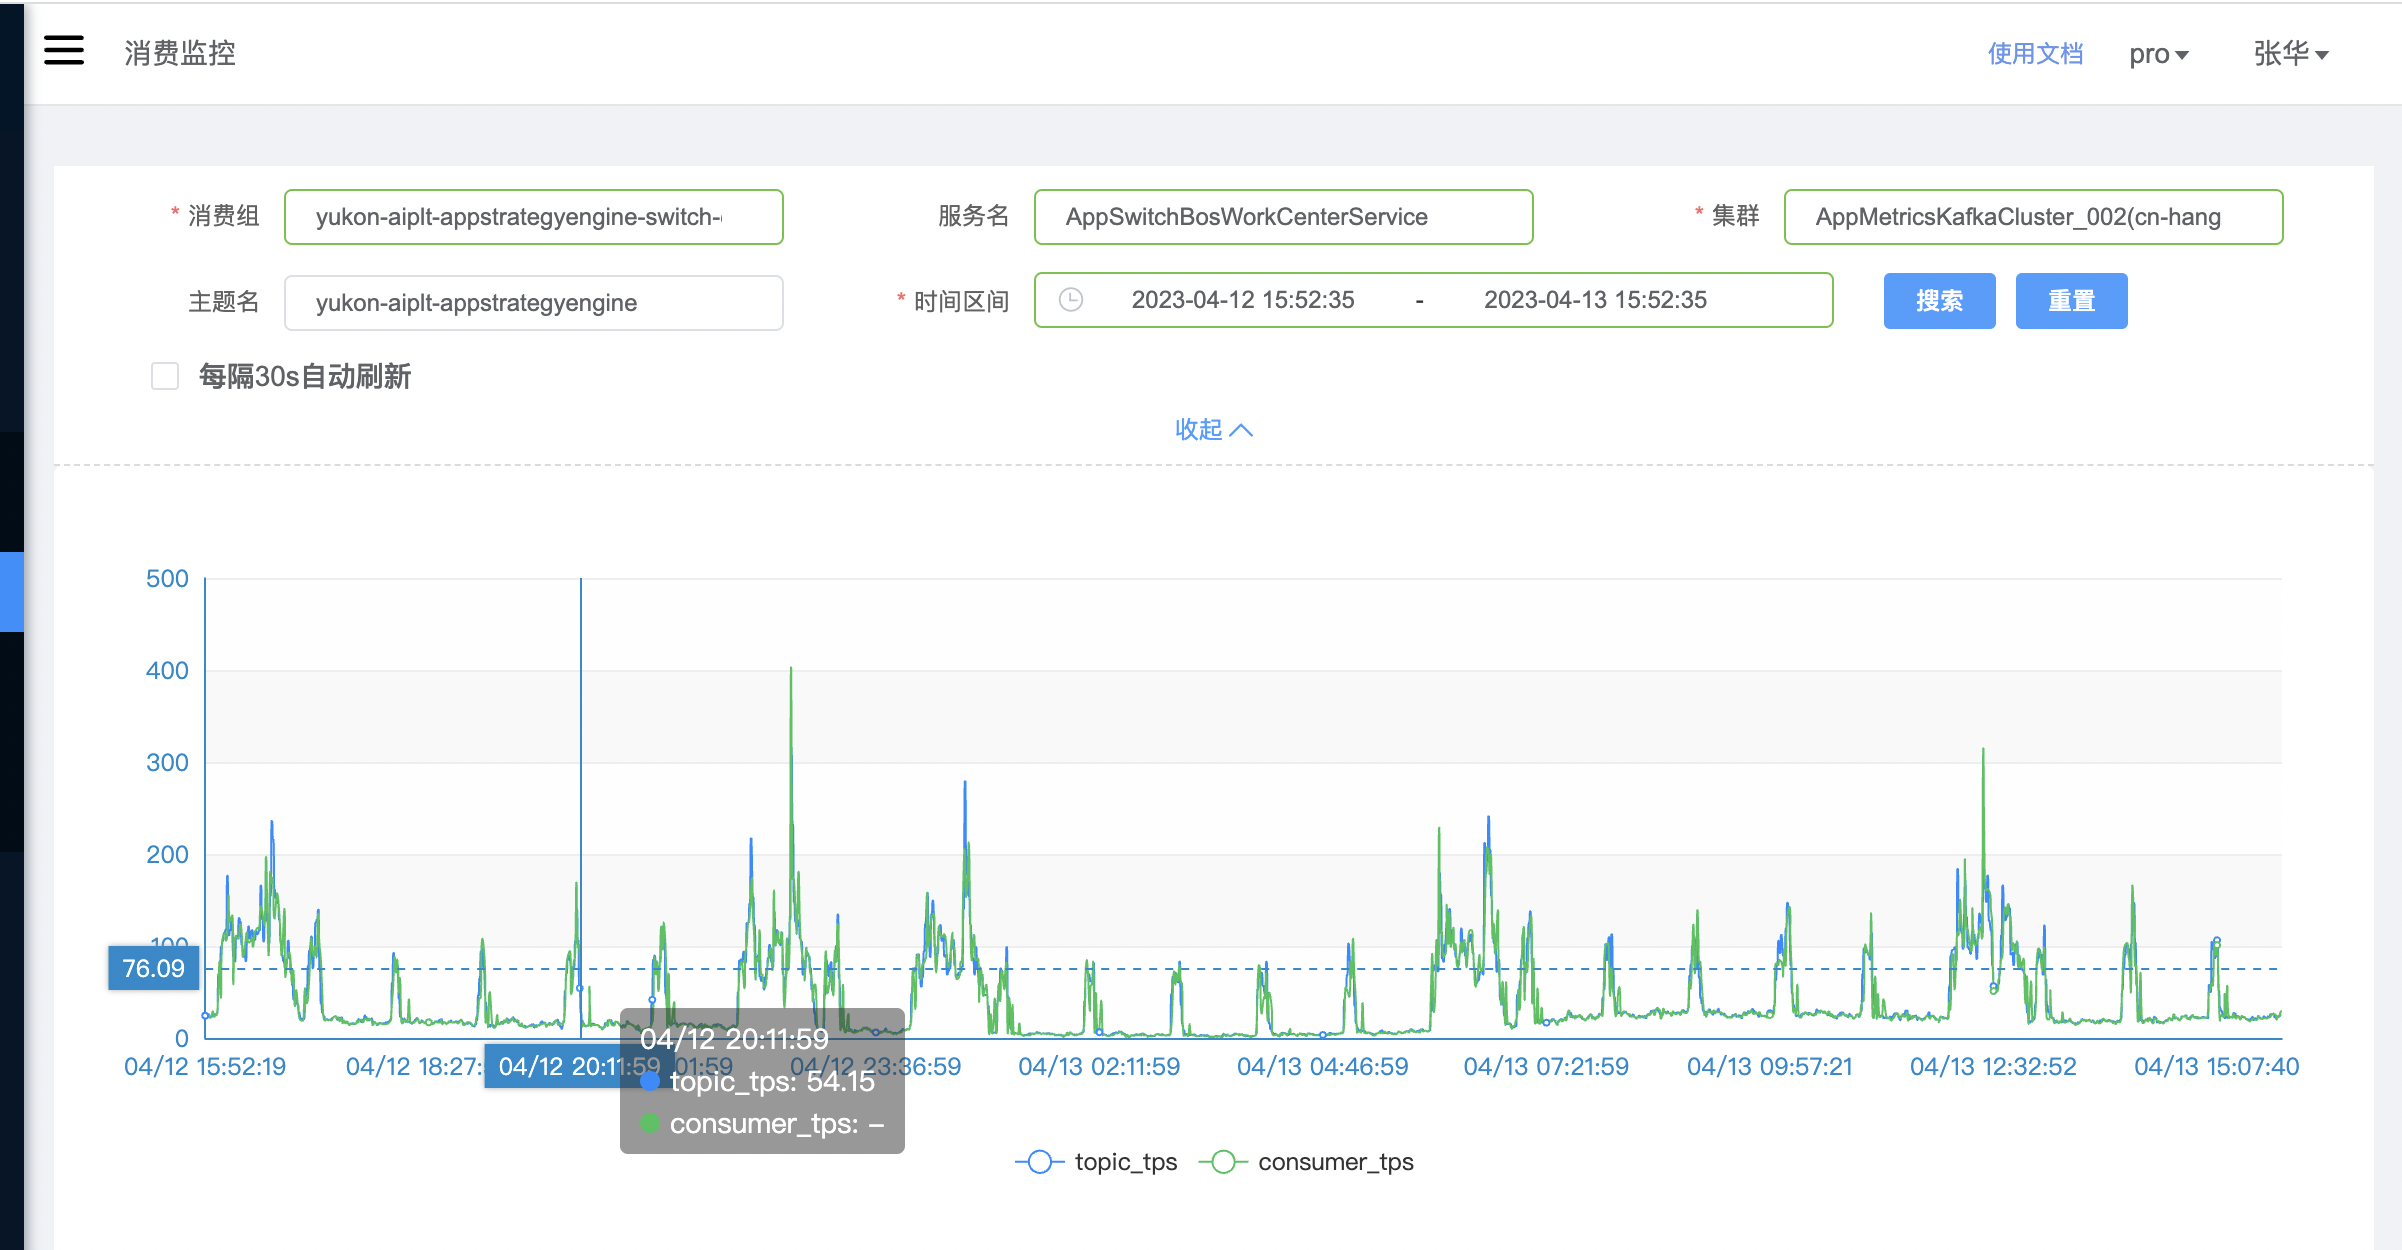 消费监控
使用文档 pro 张华
* 消费组 yukon-aiplt-appstrategyengine-switch- 服务名 AppSwitchBosWorkCenterService * 集群 AppMetricsKafkaCluster_002(cn-hang
主题名 yukon-aiplt-appstrategyengine * 时间区间 2023-04-12 15:52:35 - 2023-04-13 15:52:35 搜索 重置
每隔30s自动刷新
收起
500
400
300
200
100
76.09
0
04/12 15:52:19 04/12 18:27: 04/12 20:11:59 01:59 04/12 23:36:59 04/13 02:11:59 04/13 04:46:59 04/13 07:21:59 04/13 09:57:21 04/13 12:32:52 04/13 15:07:40
04/12 20:11:59
topic_tps: 54.15
consumer_tps: –
topic_tps consumer_tps